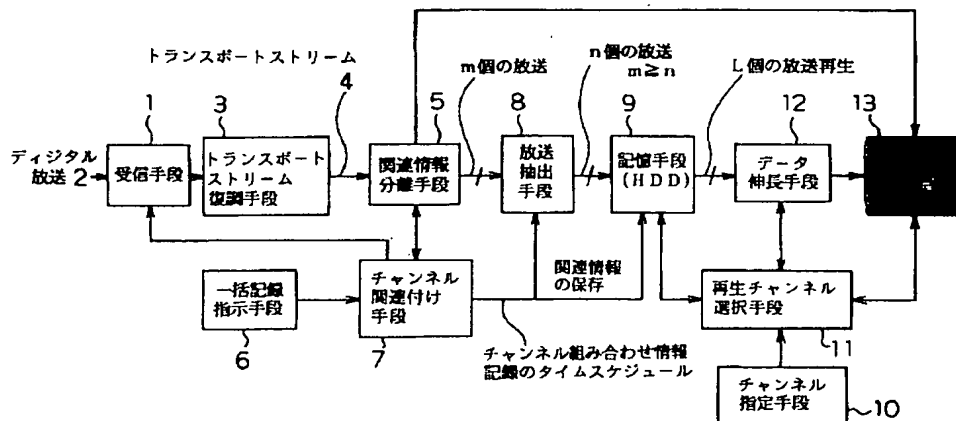 トランスポートストリーム
4
m個の放送
n個の放送
m≧n
L個の放送再生
1
3
5
8
9
12
13
ディジタル
放送 2
受信手段
トランスポート
ストリーム
復調手段
関連情報
分離手段
放送
抽出
手段
記憶手段
(HDD)
データ
伸長手段
一括記録
指示手段
6
チャンネル
関連付け
手段
7
関連情報
の保存
再生チャンネル
選択手段
11
チャンネル組み合わせ情報
記録のタイムスケジュール
チャンネル
指定手段
10